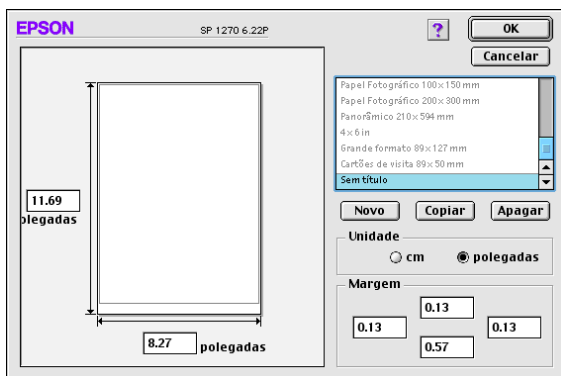 EPSON
SP 1270 6.22P
?
OK
Cancelar
Papel Fotográfico 100×150 mm
Papel Fotográfico 200×300 mm
Panorâmico 210×594 mm
4×6 in
Grande formato 89×127 mm
Cartões de visita 89×50 mm
Sem título
11.69
olegadas
Novo
Copiar
Apagar
Unidade
cm
polegadas
Margem
0.13
0.13
0.13
0.57
8.27
polegadas